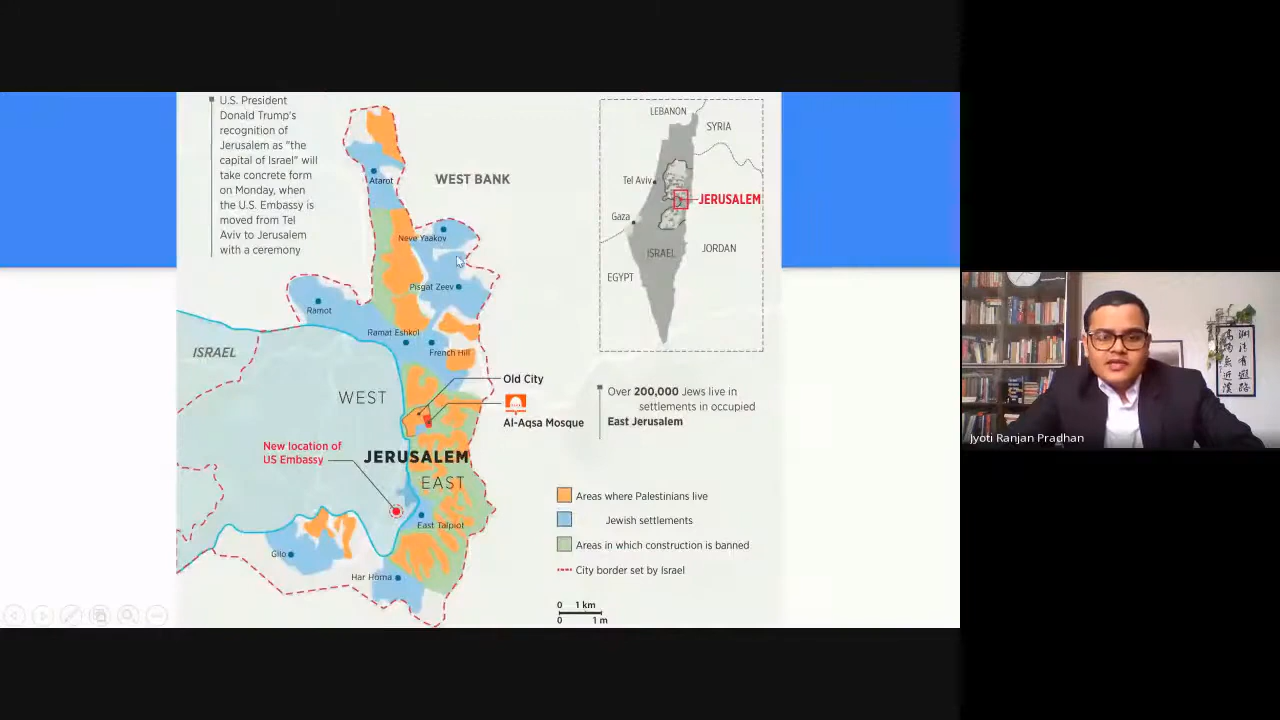 U.S. President
Donald Trump's
recognition of
Jerusalem as "the
capital of Israel" will
take concrete form
on Monday, when
the U.S. Embassy is
moved from Tel
Aviv to Jerusalem
with a ceremony
WEST BANK
Atarot
Neve Yaakov
Pisgat Zeev
Ramot
Ramat Eshkol
French Hill
ISRAEL
WEST
Old City
Al-Aqsa Mosque
New location of
US Embassy
JERUSALEM
EAST
East Talpiot
Gilo
Har Homa
LEBANON
SYRIA
Tel Aviv
JERUSALEM
Gaza
ISRAEL
JORDAN
EGYPT
Over 200,000 Jews live in
settlements in occupied
East Jerusalem
Areas where Palestinians live
Jewish settlements
Areas in which construction is banned
City border set by Israel
0 1 km
0 1 m
Jyoti Ranjan Pradhan